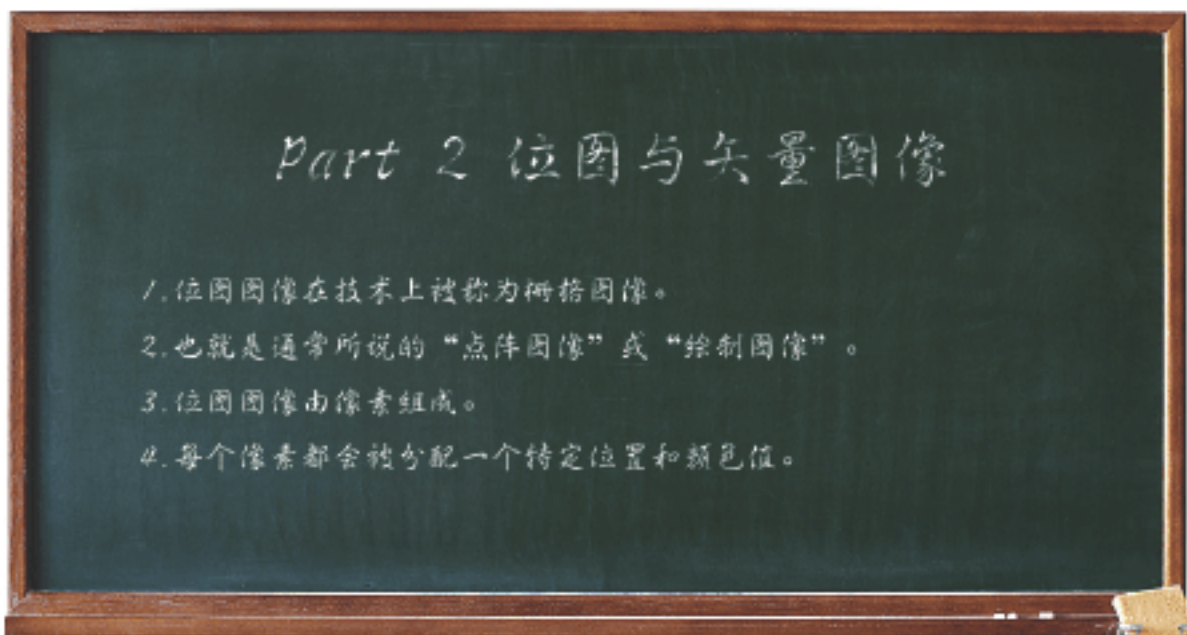 Part 2 位图与矢量图像
1.位图图像在技术上被称为栅格图像。
2.也就是通常所说的“点阵图像”或“绘制图像”。
3.位图图像由像素组成。
4.每个像素都会被分配一个特定位置和颜色值。